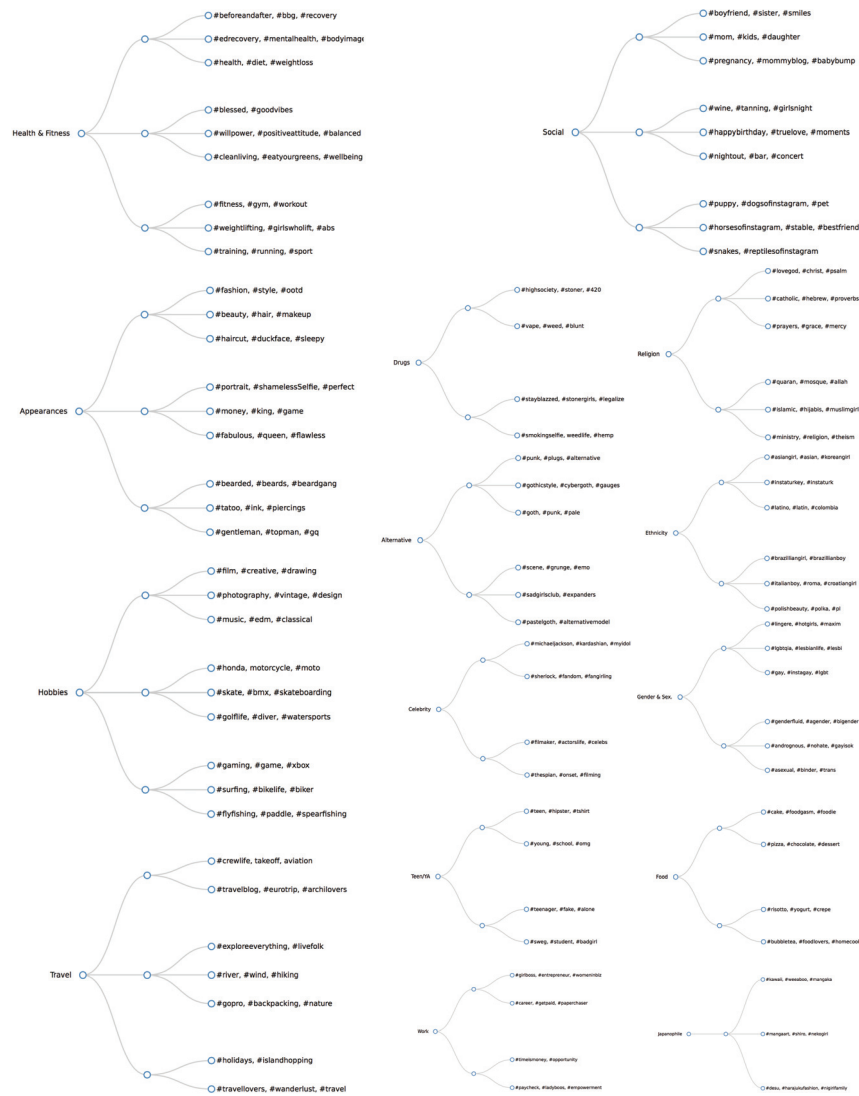 Health & Fitness
#beforeandafter, #bbg, #recovery
#edrecovery, #mentalhealth, #bodyimage
#health, #diet, #weightloss
#blessed, #goodvibes
#willpower, #positiveattitude, #balanced
#cleanliving, #eatyourgreens, #wellbeing
#fitness, #gym, #workout
#weightlifting, #girlswholift, #abs
#training, #running, #sport
Social
#boyfriend, #sister, #smiles
#mom, #kids, #daughter
#pregnancy, #mommyblog, #babybump
#wine, #tanning, #girlsnight
#happybirthday, #truelove, #moments
#nightout, #bar, #concert
#puppy, #dogsofinstagram, #pet
#horsesofinstagram, #stable, #bestfriend
#snakes, #reptilesofinstagram
Appearances
#fashion, #style, #ootd
#beauty, #hair, #makeup
#haircut, #duckface, #sleepy
#portrait, #shamelessSelfie, #perfect
#money, #king, #game
#fabulous, #queen, #flawless
#bearded, #beards, #beardgang
#tatoo, #ink, #piercings
#gentleman, #topman, #gq
Drugs
#highsociety, #stoner, #420
#vape, #weed, #blunt
#stayblazzed, #stonergirls, #legalize
#smokingselfie, weedlife, #hemp
Religion
#lovegod, #christ, #psalm
#catholic, #hebrew, #proverbs
#prayers, #grace, #mercy
#quaran, #mosque, #allah
#islamic, #hijabis, #muslimgirl
#ministry, #religion, #theism
Alternative
#punk, #plugs, #alternative
#gothicstyle, #cybergoth, #gauges
#goth, #punk, #pale
#scene, #grunge, #emo
#sadgirlsclub, #expanders
#pastelgoth, #alternativemodel
Ethnicity
#asiangirl, #asian, #koreangirl
#instaturkey, #instaturk
#latino, #latin, #colombia
#brazilliangirl, #brazillianboy
#italianboy, #roma, #croatiangirl
#polishbeauty, #polka, #pl
Hobbies
#film, #creative, #drawing
#photography, #vintage, #design
#music, #edm, #classical
#honda, motorcycle, #moto
#skate, #bmx, #skateboarding
#golflife, #diver, #watersports
#gaming, #game, #xbox
#surfing, #bikelife, #biker
#flyfishing, #paddle, #spearfishing
Celebrity
#michaeljackson, #kardashian, #myidol
#sherlock, #fandom, #fangirling
#filmaker, #actorslife, #celebs
#thespian, #onset, #filming
Gender & Sex.
#lingere, #hotgirls, #maxim
#lgbtqia, #lesbianlife, #lesbi
#gay, #instagay, #lgbt
#genderfluid, #agender, #bigender
#andrognous, #nohate, #gayisok
#asexual, #binder, #trans
Teen/YA
#teen, #hipster, #tshirt
#young, #school, #omg
#teenager, #fake, #alone
#sweg, #student, #badgirl
Food
#cake, #foodgasm, #foodie
#pizza, #chocolate, #dessert
#risotto, #yogurt, #crepe
#bubbletea, #foodlovers, #homecook
Travel
#crewlife, takeoff, aviation
#travelblog, #eurotrip, #archilovers
#exploreeverything, #livefolk
#river, #wind, #hiking
#gopro, #backpacking, #nature
#holidays, #islandhopping
#travellovers, #wanderlust, #travel
Work
#girlboss, #entrepreneur, #womeninbiz
#career, #getpaid, #paperchaser
#timeismoney, #opportunity
#paycheck, #ladyboss, #empowerment
Japanophile
#kawaii, #weeaboo, #mangaka
#mangaart, #shiro, #nekogirl
#desu, #harajukufashion,